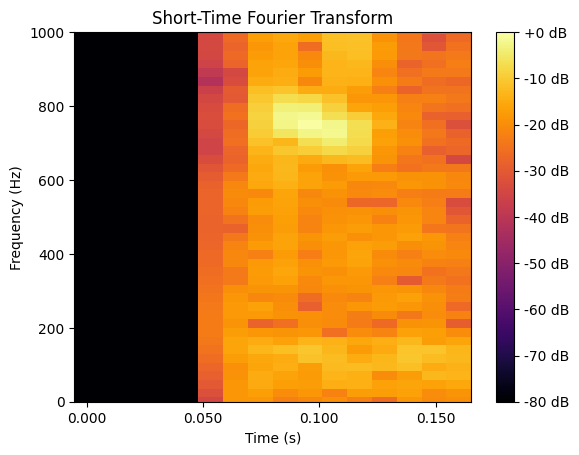 Short-Time Fourier Transform
1000
800
600
400
200
0
Frequency (Hz)
0.000
0.050
0.100
0.150
Time (s)
+0 dB
-10 dB
-20 dB
-30 dB
-40 dB
-50 dB
-60 dB
-70 dB
-80 dB